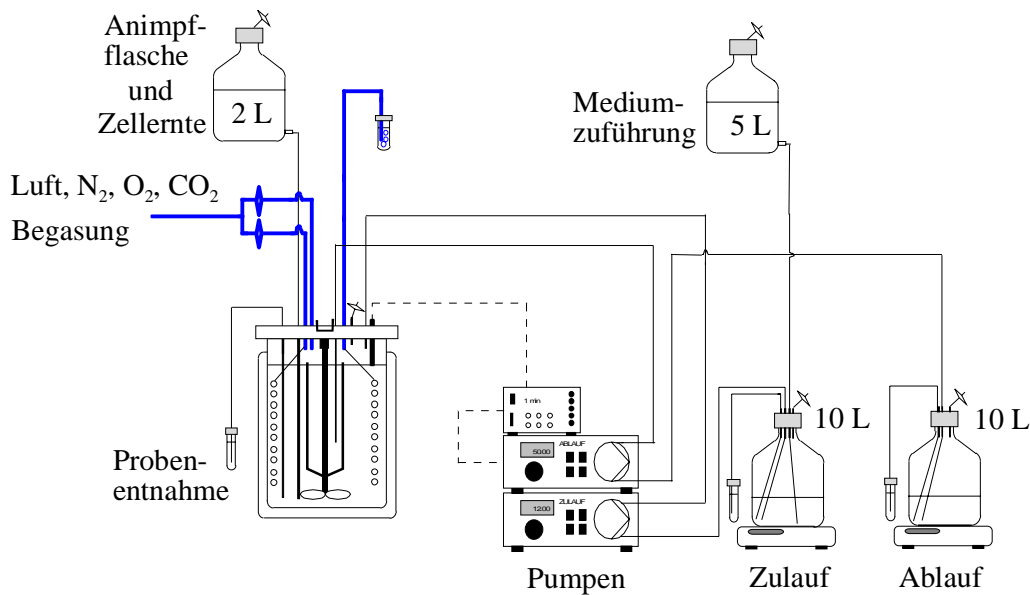 Animpf-
flasche
und
Zellernte
2 L
Medium-
zuführung
5 L
Luft, N₂, O₂, CO₂
Begasung
1 min
ABLAUF
50.00
ZULAUF
12.00
10 L
10 L
Proben-
entnahme
Pumpen
Zulauf
Ablauf